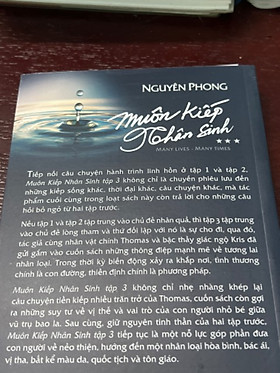 NGUYÊN PHONG
Muôn Kiếp
Nhân Sinh
MANY LIVES - MANY TIMES
Tiếp nối câu chuyện hành trình linh hồn ở tập 1 và tập 2,
Muôn Kiếp Nhân Sinh tập 3 không chỉ là chuyến phiêu lưu đến
những kiếp sống khác, thời đại khác, câu chuyện khác, mà tác
phẩm cuối cùng trong loạt sách này còn trả lời cho những câu
hỏi bỏ ngỏ từ hai tập trước.
Nếu tập 1 và tập 2 tập trung vào chủ đề nhân quả, thì tập 3 tập trung
vào chủ đề lòng tham và thử đổi lập với nó là sự cho đi, qua đó,
tác giả cùng nhân vật chính Thomas và bậc thầy giác ngộ Kris đã
gửi gắm vào cuốn sách những thông điệp mạnh mẽ về tương lai
nhân loại. Trong thời kỳ biến động xảy ra khắp nơi, tình thương
chính là con đường, thiền định chính là phương pháp.
Muôn Kiếp Nhân Sinh tập 3 không chỉ nhẹ nhàng khép lại
câu chuyện tiền kiếp nhiều trăn trở của Thomas, cuốn sách còn gợi
ra những suy tư về vị thế và vai trò của con người nhỏ bé giữa
vũ trụ bao la. Sau cùng, giữ nguyên tinh thần của hai tập trước,
Muôn Kiếp Nhân Sinh tập 3 tiếp tục là một nỗ lực góp phần đưa
con người về nẻo thiện, hướng đến một nhân loại hòa bình, bác ái,
vị tha, bất kể màu da, quốc tịch và tôn giáo.